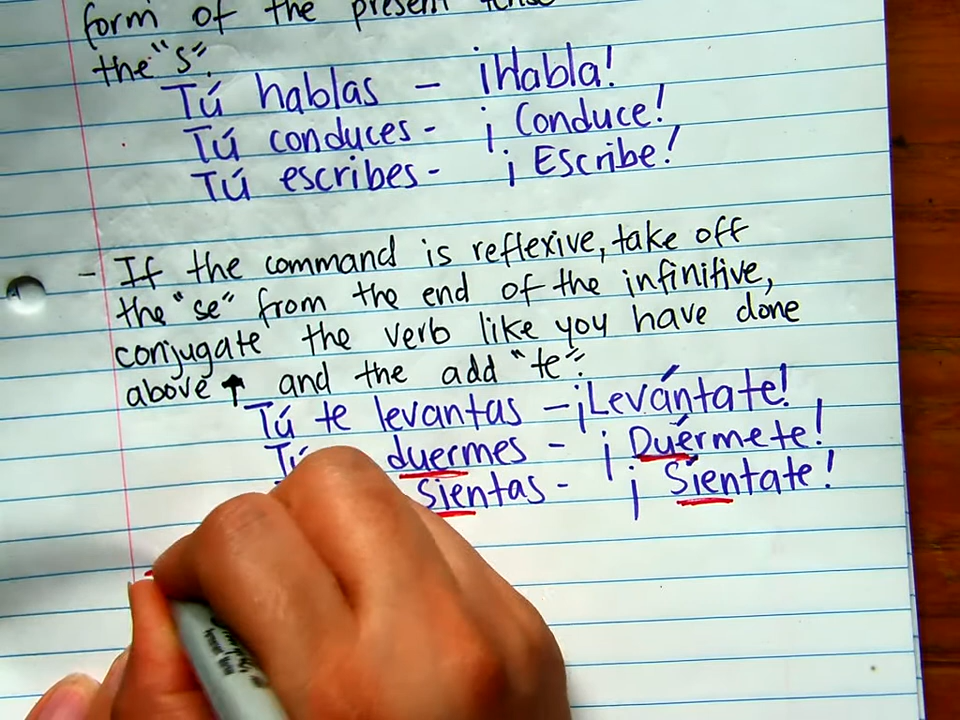 form of the present tense
the "s".
Tú hablas - ¡Habla!
Tú conduces - ¡Conduce!
Tú escribes - ¡Escribe!
- If the command is reflexive, take off
the "se" from the end of the infinitive,
conjugate the verb like you have done
above ↑ and the add "te":
Tú te levantas - ¡Levántate!
Tú duermes - ¡Duérmete!
sientas - ¡Sientate!